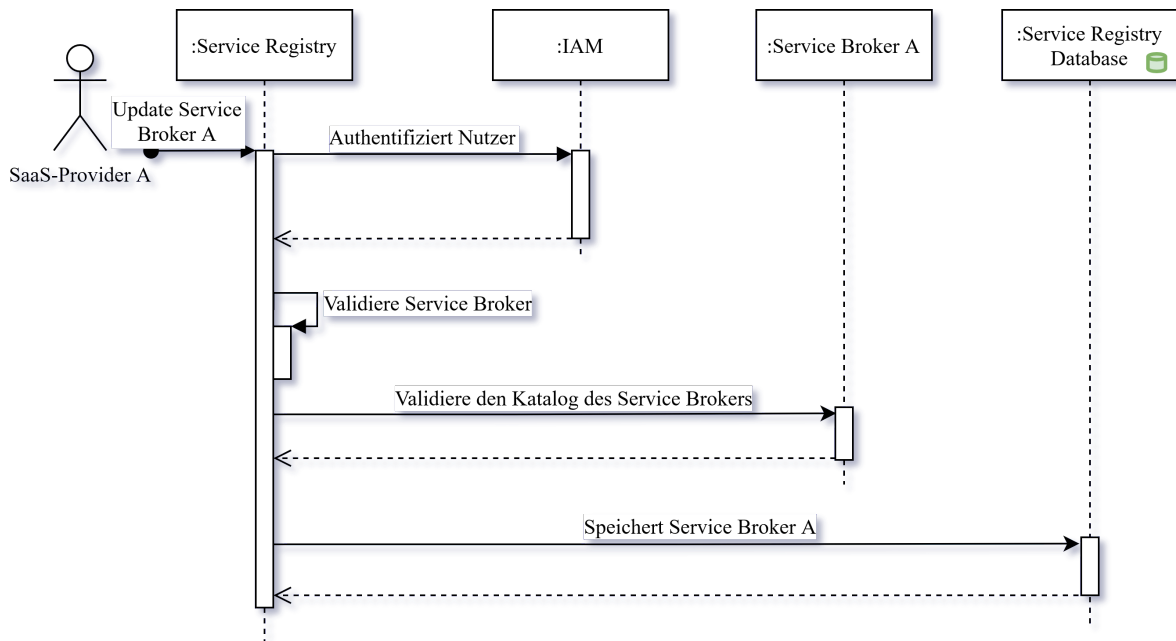 :Service Registry
:IAM
:Service Broker A
:Service Registry
Database
Update Service
Broker A
SaaS-Provider A
Authentifiziert Nutzer
Validiere Service Broker
Validiere den Katalog des Service Brokers
Speichert Service Broker A